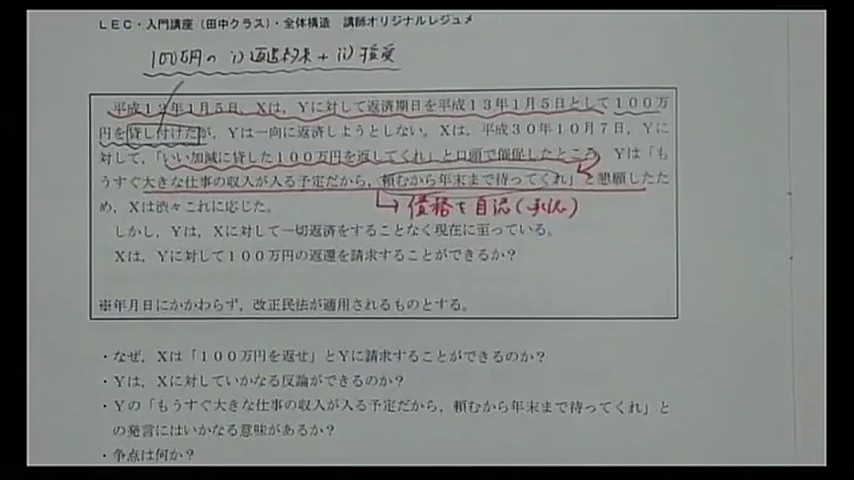 LEC・入門講座（田中クラス）・全体構造　講師オリジナルレジュメ
100万円の i) 返還約束 + ii) 授受
平成12年1月5日，Xは，Yに対して返済期日を平成13年1月5日として100万
円を貸し付けたが，Yは一向に返済しようとしない。Xは，平成30年10月7日，Yに
対して，「いい加減に貸した100万円を返してくれ」と口頭で催促したところ，Yは「も
うすぐ大きな仕事の収入が入る予定だから，頼むから年末まで待ってくれ」と懇願したた
め，Xは渋々これに応じた。
債務を自認(承認)
しかし，Yは，Xに対して一切返済をすることなく現在に至っている。
Xは，Yに対して100万円の返還を請求することができるか？
※年月日にかかわらず，改正民法が適用されるものとする。
・なぜ，Xは「100万円を返せ」とYに請求することができるのか？
・Yは，Xに対していかなる反論ができるのか？
・Yの「もうすぐ大きな仕事の収入が入る予定だから，頼むから年末まで待ってくれ」と
の発言にはいかなる意味があるか？
・争点は何か？